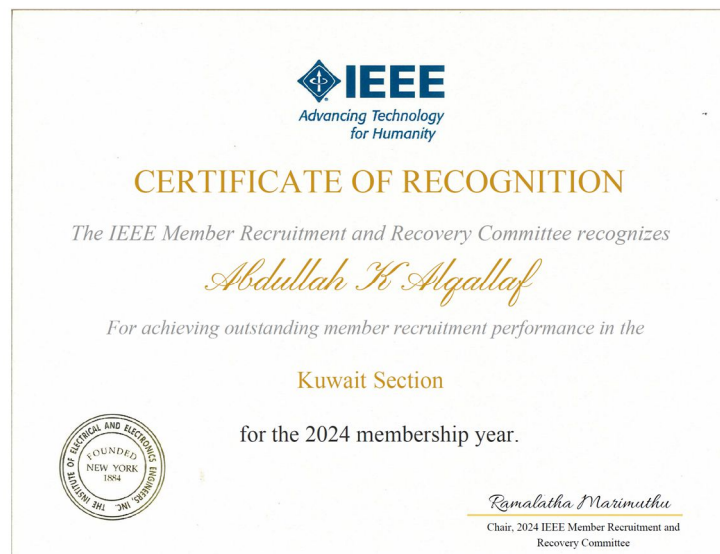 IEEE
Advancing Technology
for Humanity
CERTIFICATE OF RECOGNITION
The IEEE Member Recruitment and Recovery Committee recognizes
Abdullah K Alqallaf
For achieving outstanding member recruitment performance in the
Kuwait Section
for the 2024 membership year.
THE INSTITUTE OF ELECTRICAL AND ELECTRONICS ENGINEERS, INC.
FOUNDED
NEW YORK
1884
Ramalatha Marimuthu
Chair, 2024 IEEE Member Recruitment and
Recovery Committee